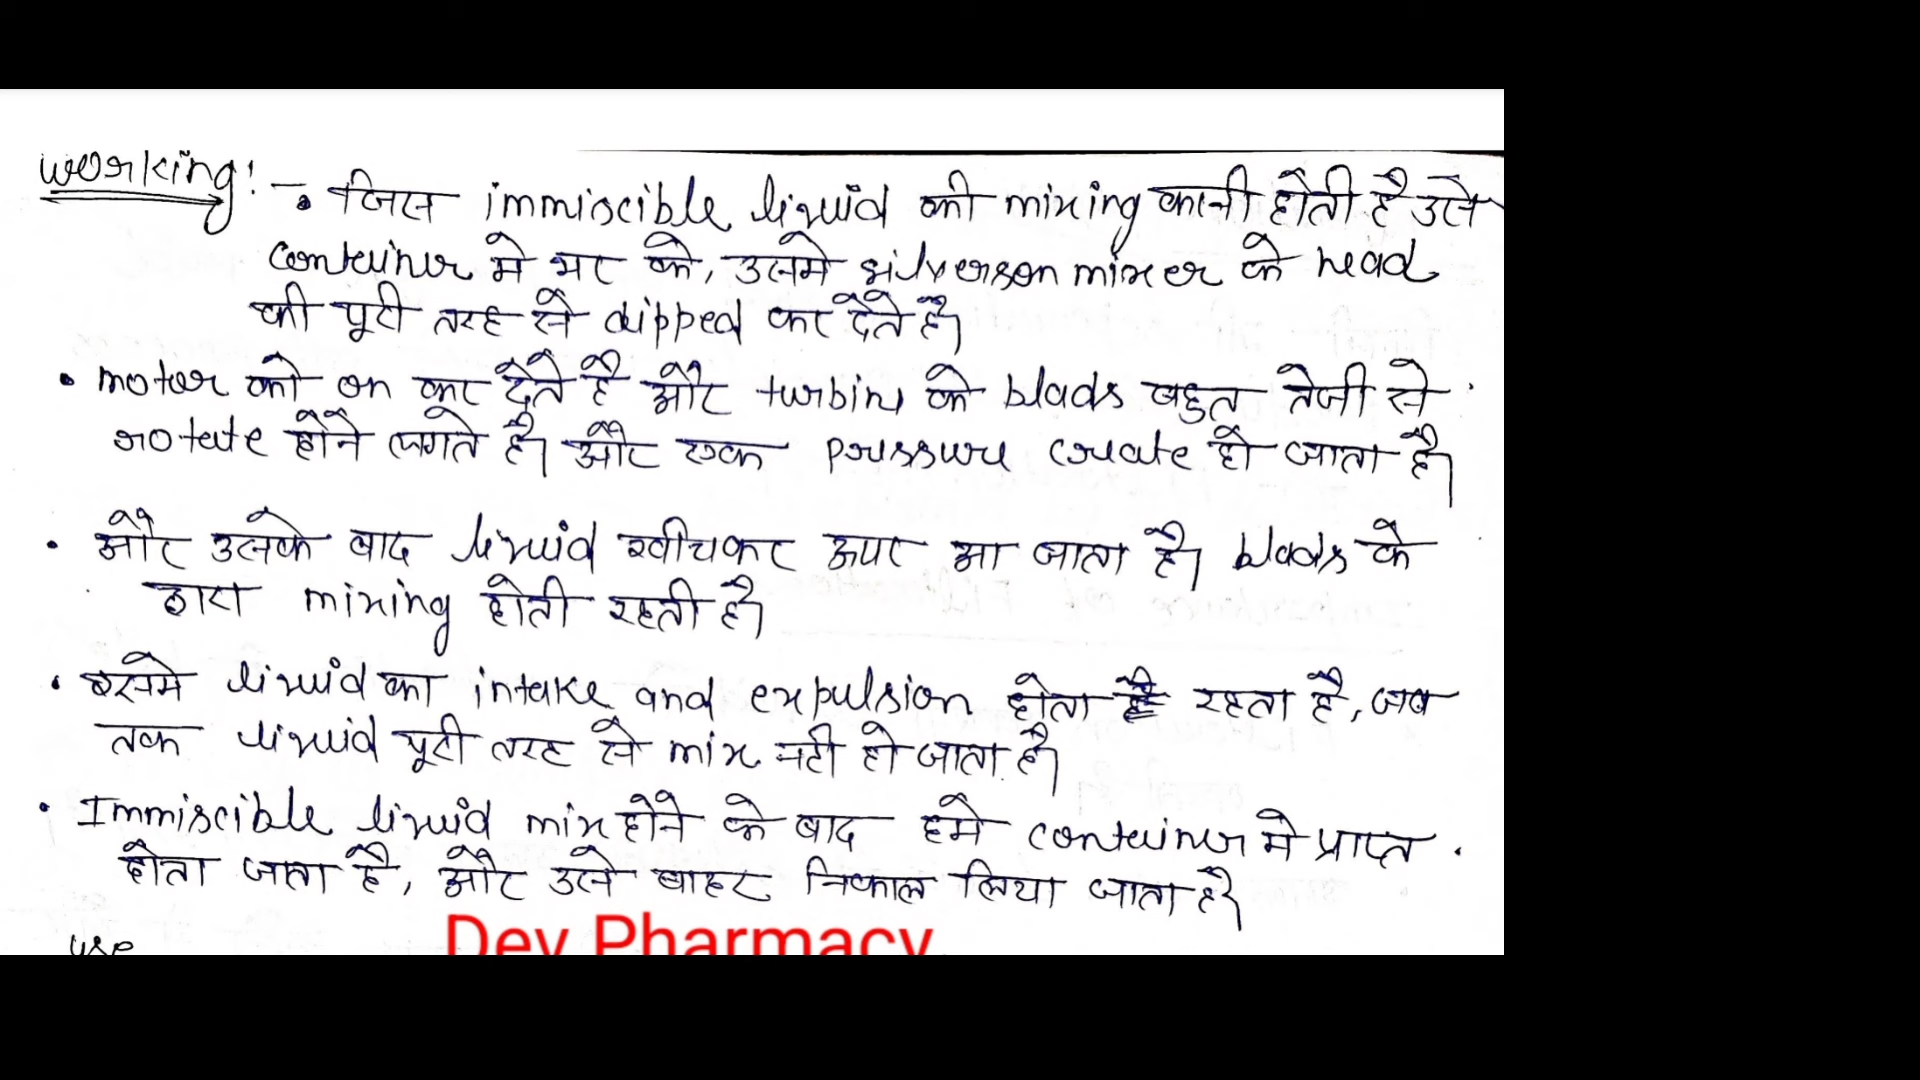 working:- • जिस immiscible liquid की mixing करनी होती है उसे
container मे भर के, उसमे silverson mixer के head
की पूरी तरह से dipped कर देते है।
• motor को on कर देते है और turbine के blads बहुत तेजी से
rotate होने लगते है। और एक pressure create हो जाता है।
• और उसके बाद liquid खीचकर ऊपर आ जाता है। blads के
द्वारा mixing होती रहती है।
• इसमे liquid का intake and expulsion होता है रहता है, जब
तक liquid पूरी तरह से mix नही हो जाता है।
• Immiscible liquid mix होने के बाद हमे container मे प्राप्त
होता जाता है, और उसे बाहर निकाल लिया जाता है।
use
Dev Pharmacy